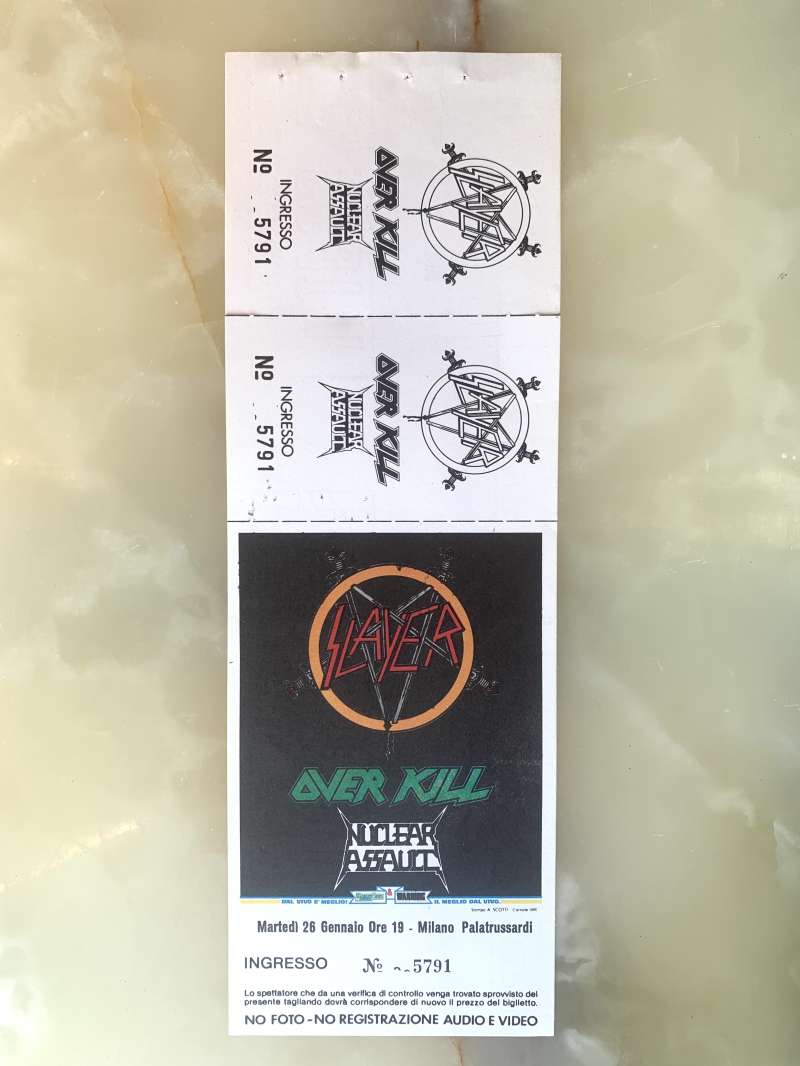 SLAYER
OVER KILL
NUCLEAR
ASSAULT
INGRESSO
Nº 5791
SLAYER
OVER KILL
NUCLEAR
ASSAULT
INGRESSO
Nº 5791
SLAYER
OVER KILL
NUCLEAR
ASSAULT
DAL VIVO E' MEGLIO! & IL MEGLIO DAL VIVO.
Stampa A. SCOTTI
Martedì 26 Gennaio Ore 19 - Milano Palatrussardi
INGRESSO Nº 5791
Lo spettatore che da una verifica di controllo venga trovato sprovvisto del
presente tagliando dovrà corrispondere di nuovo il prezzo del biglietto.
NO FOTO - NO REGISTRAZIONE AUDIO E VIDEO